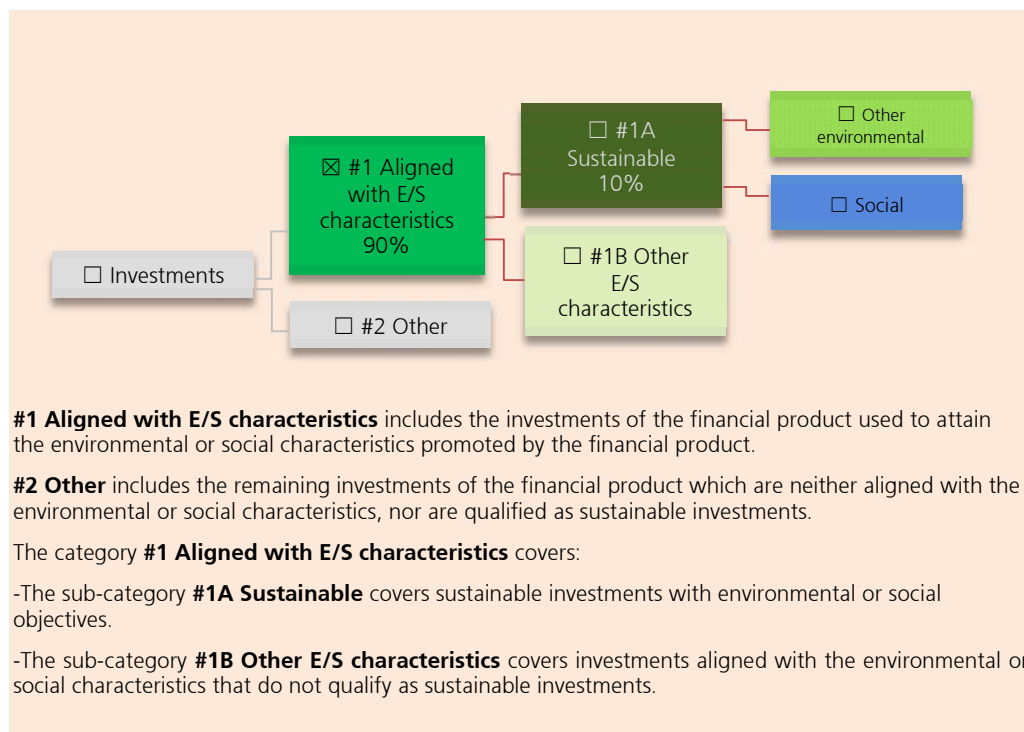 ☐ Other
environmental
☐ #1A
Sustainable
10%
☒ #1 Aligned
with E/S
characteristics
90%
☐ Social
☐ #1B Other
E/S
characteristics
☐ Investments
☐ #2 Other
#1 Aligned with E/S characteristics includes the investments of the financial product used to attain
the environmental or social characteristics promoted by the financial product.
#2 Other includes the remaining investments of the financial product which are neither aligned with the
environmental or social characteristics, nor are qualified as sustainable investments.
The category #1 Aligned with E/S characteristics covers:
-The sub-category #1A Sustainable covers sustainable investments with environmental or social
objectives.
-The sub-category #1B Other E/S characteristics covers investments aligned with the environmental or
social characteristics that do not qualify as sustainable investments.